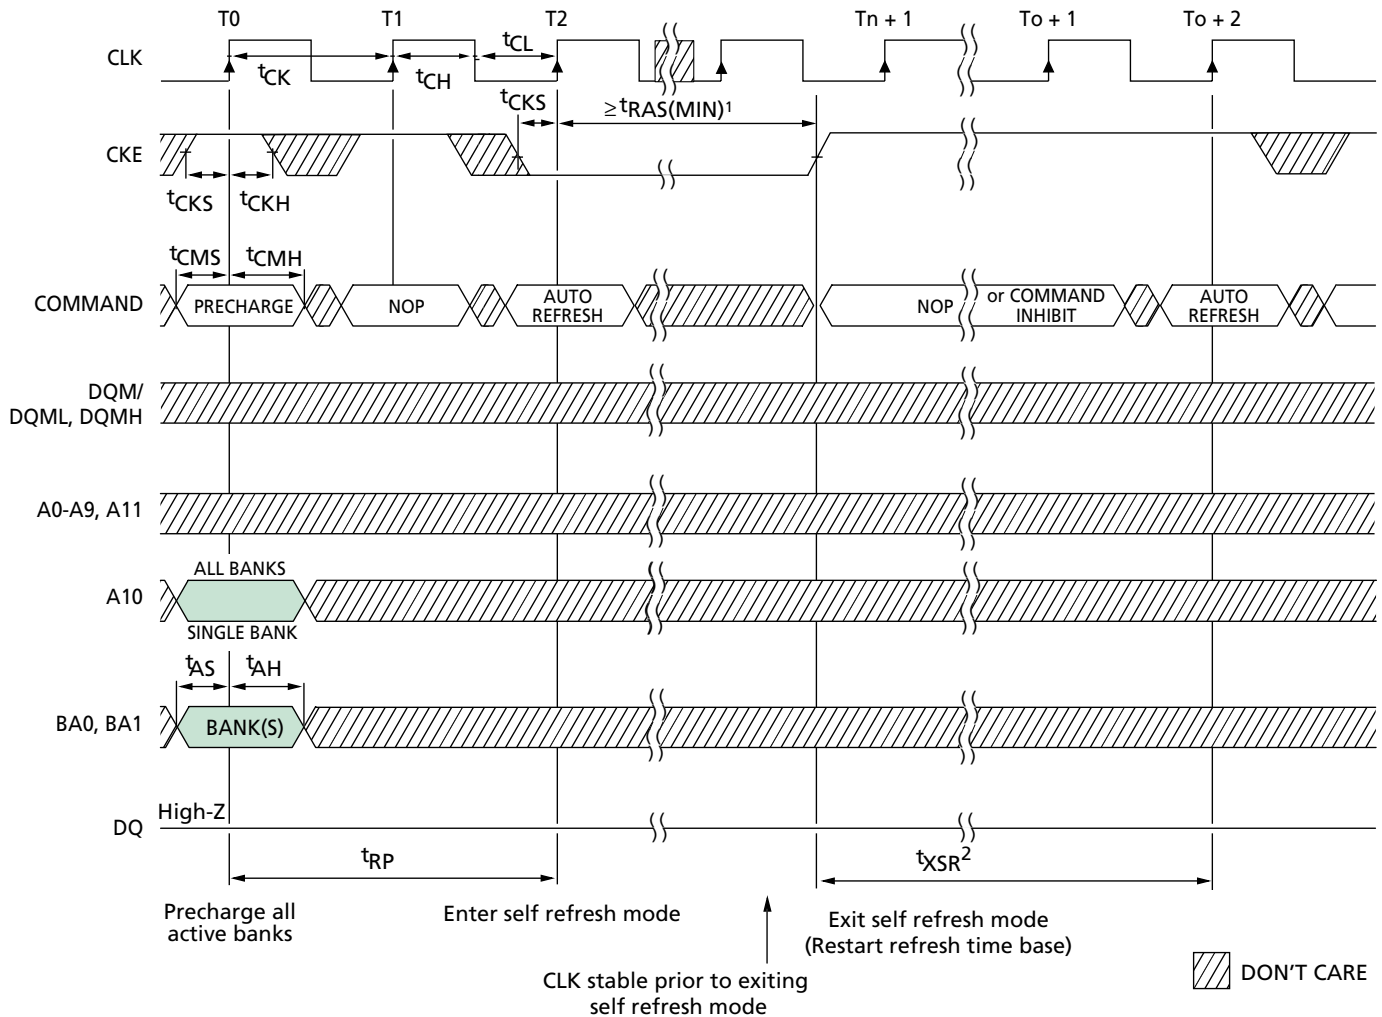 T0 T1 T2 Tn + 1 To + 1 To + 2
CLK
tCK tCH tCL
tCKS ≥tRAS(MIN)1
CKE
tCKS tCKH
tCMS tCMH
COMMAND
PRECHARGE NOP AUTO REFRESH NOP or COMMAND INHIBIT AUTO REFRESH
DQM/
DQML, DQMH
A0-A9, A11
ALL BANKS
A10
SINGLE BANK
tAS tAH
BA0, BA1 BANK(S)
High-Z
DQ
tRP tXSR2
Precharge all
active banks
Enter self refresh mode
Exit self refresh mode
(Restart refresh time base)
CLK stable prior to exiting
self refresh mode
DON'T CARE